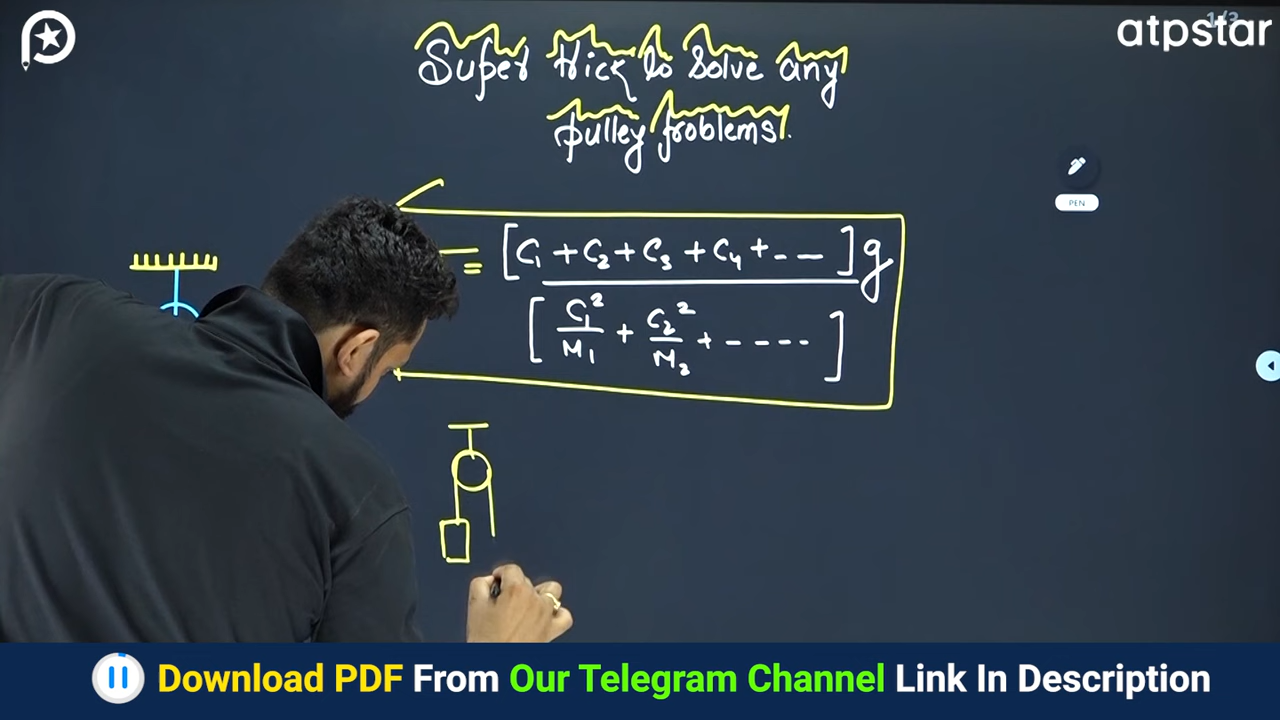 atpstar
Super trick to solve any
pulley problems.
PEN
= [C₁ + C₂ + C₃ + C₄ + - - -] g
[C₁²/M₁ + C₂²/M₂ + - - - -]
Download PDF From Our Telegram Channel Link In Description